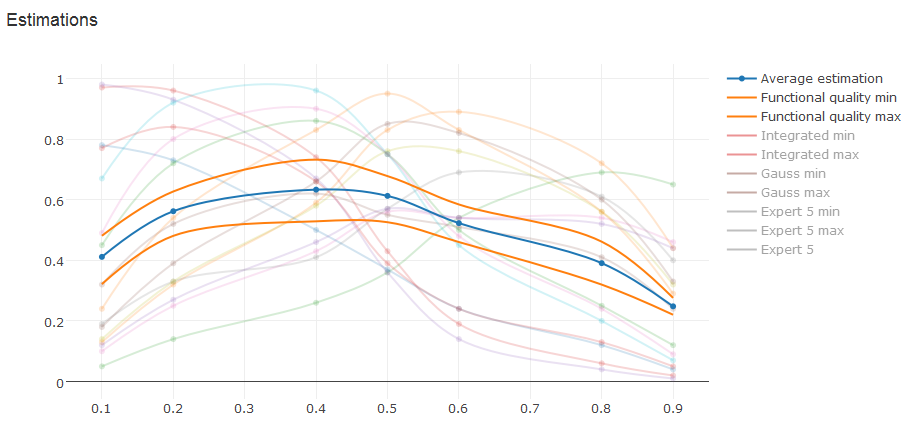 Estimations
1
0.8
0.6
0.4
0.2
0
0.1 0.2 0.3 0.4 0.5 0.6 0.7 0.8 0.9
Average estimation
Functional quality min
Functional quality max
Integrated min
Integrated max
Gauss min
Gauss max
Expert 5 min
Expert 5 max
Expert 5